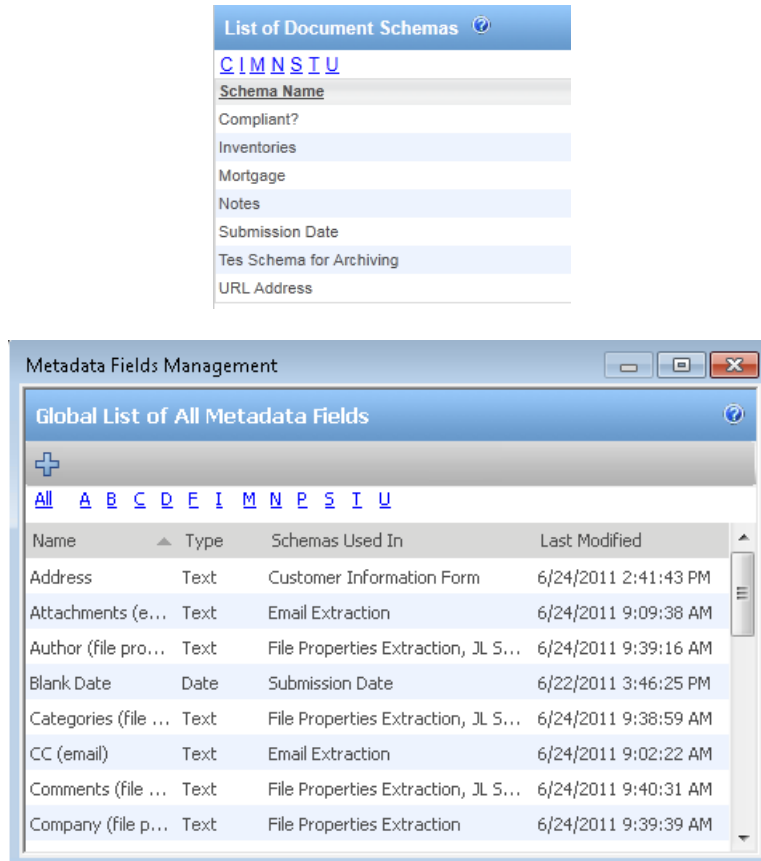 List of Document Schemas
C I M N S T U
Schema Name
Compliant?
Inventories
Mortgage
Notes
Submission Date
Tes Schema for Archiving
URL Address
Metadata Fields Management
Global List of All Metadata Fields
All A B C D F I M N P S T U
Name Type Schemas Used In Last Modified
Address Text Customer Information Form 6/24/2011 2:41:43 PM
Attachments (e... Text Email Extraction 6/24/2011 9:09:38 AM
Author (file pro... Text File Properties Extraction, JL S... 6/24/2011 9:39:16 AM
Blank Date Date Submission Date 6/22/2011 3:46:25 PM
Categories (file ... Text File Properties Extraction, JL S... 6/24/2011 9:38:59 AM
CC (email) Text Email Extraction 6/24/2011 9:02:22 AM
Comments (file ... Text File Properties Extraction, JL S... 6/24/2011 9:40:31 AM
Company (file p... Text File Properties Extraction 6/24/2011 9:39:39 AM